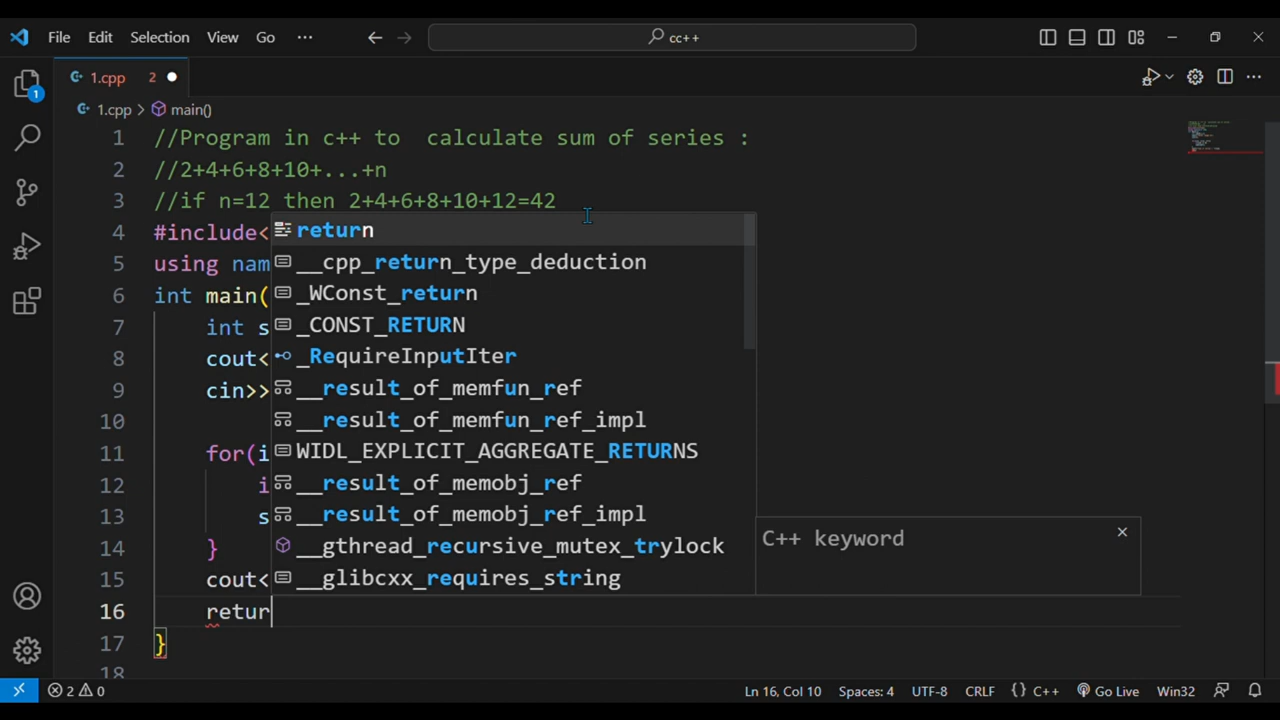 File Edit Selection View Go ··· cc++
1.cpp 2
1.cpp > main()
1 //Program in c++ to calculate sum of series :
2 //2+4+6+8+10+...+n
3 //if n=12 then 2+4+6+8+10+12=42
4 #include<
5 using nam
6 int main(
7 int s
8 cout<
9 cin>>
10
11 for(i
12 i
13 s
14 }
15 cout<
16 retur
17 }
18
return
__cpp_return_type_deduction
_WConst_return
_CONST_RETURN
_RequireInputIter
__result_of_memfun_ref
__result_of_memfun_ref_impl
WIDL_EXPLICIT_AGGREGATE_RETURNS
__result_of_memobj_ref
__result_of_memobj_ref_impl
__gthread_recursive_mutex_trylock
__glibcxx_requires_string
C++ keyword
1
2 0 Ln 16, Col 10 Spaces: 4 UTF-8 CRLF {} C++ Go Live Win32